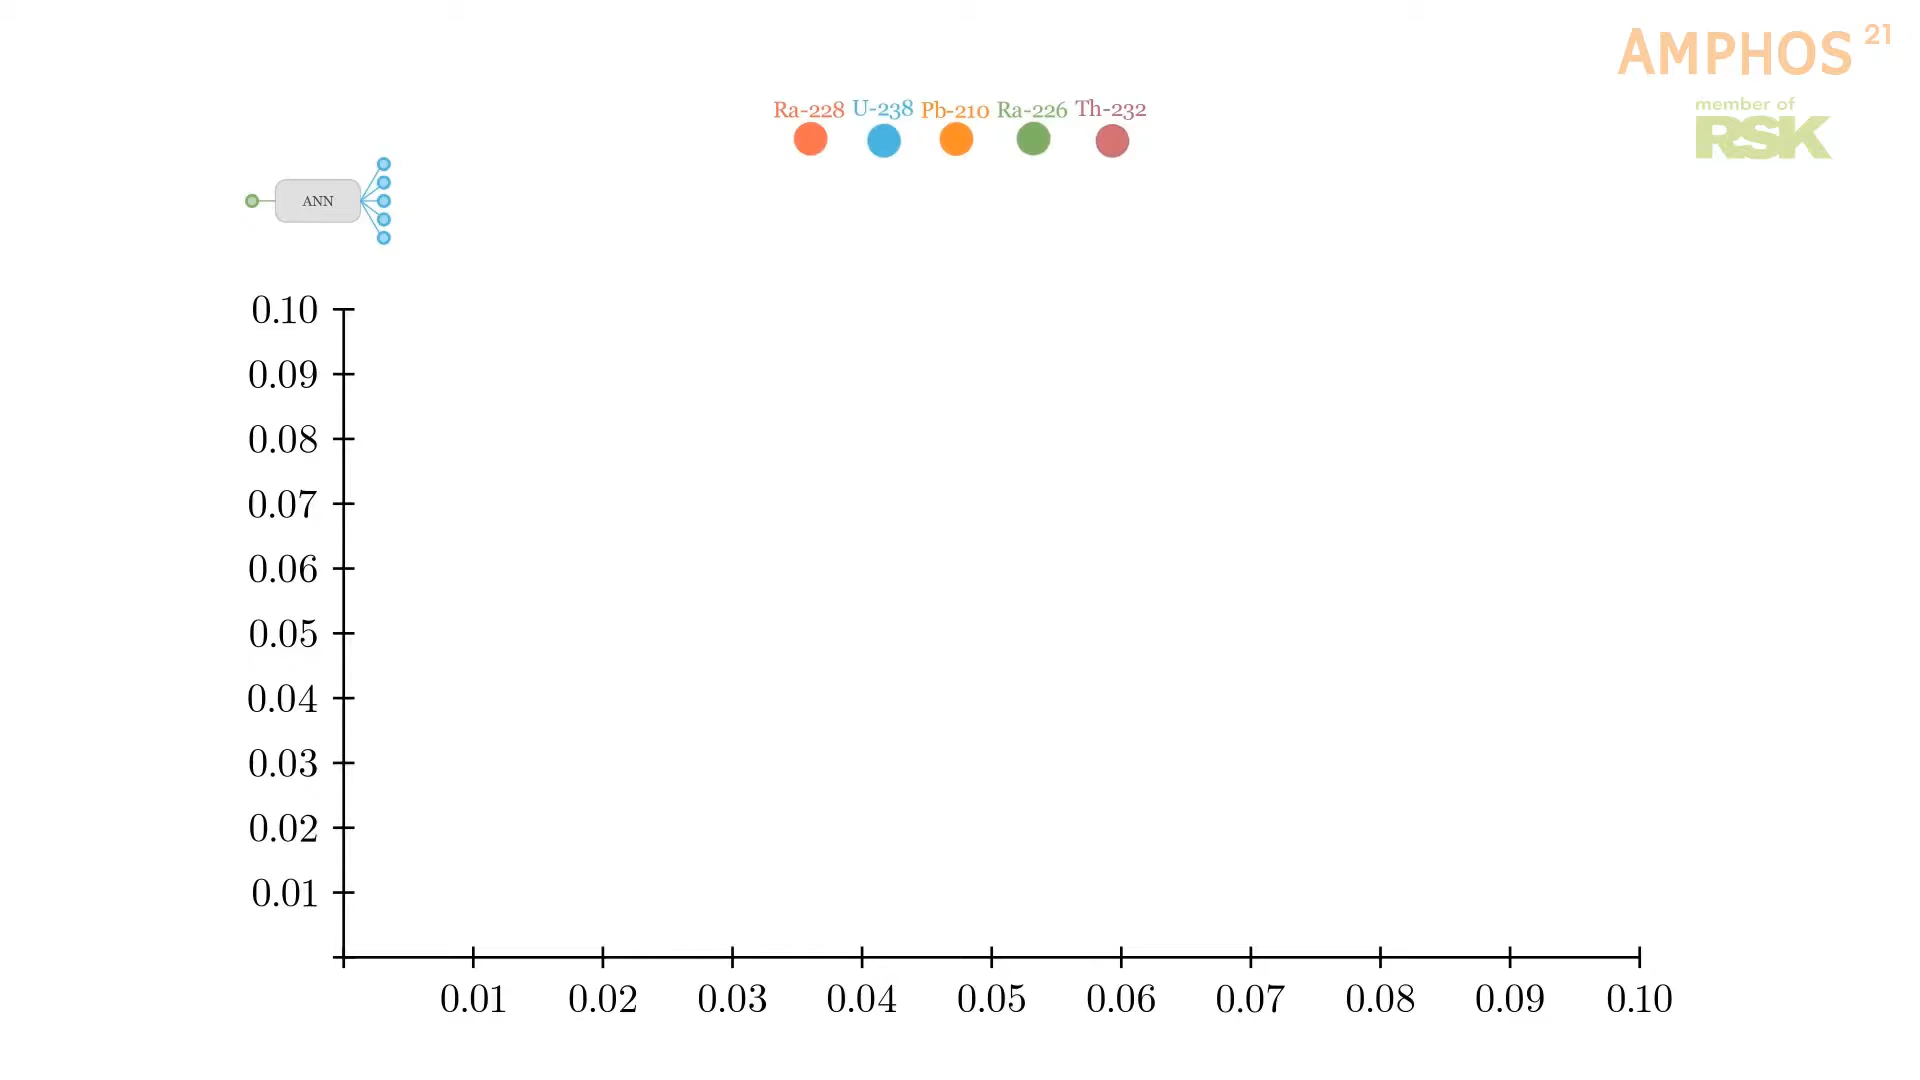 AMPHOS 21
member of
RSK
Ra-228 U-238 Pb-210 Ra-226 Th-232
ANN
0.10
0.09
0.08
0.07
0.06
0.05
0.04
0.03
0.02
0.01
0.01 0.02 0.03 0.04 0.05 0.06 0.07 0.08 0.09 0.10